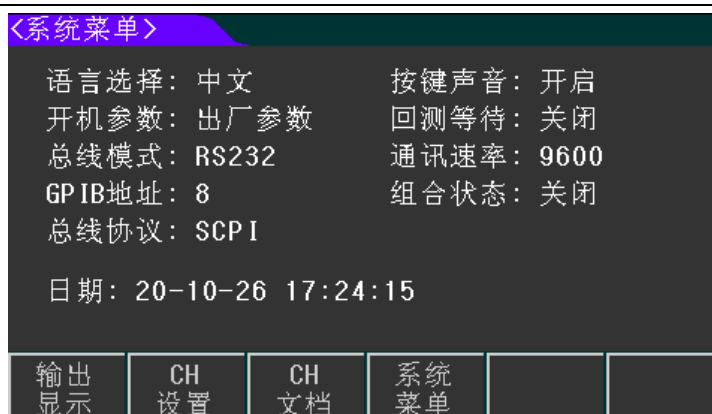 <系统菜单>
语言选择: 中文 按键声音: 开启
开机参数: 出厂参数 回测等待: 关闭
总线模式: RS232 通讯速率: 9600
GPIB地址: 8 组合状态: 关闭
总线协议: SCPI
日期: 20-10-26 17:24:15
输出 CH CH 系统
显示 设置 文档 菜单